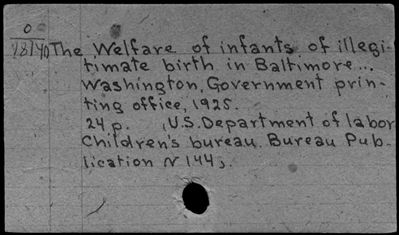 0
18140 The Welfare of infants of illegi-
timate birth in Baltimore...
Washington, Government prin-
ting office, 1925.
24 p. (U.S. Department of labor
Children's bureau. Bureau Pub-
lication № 144).